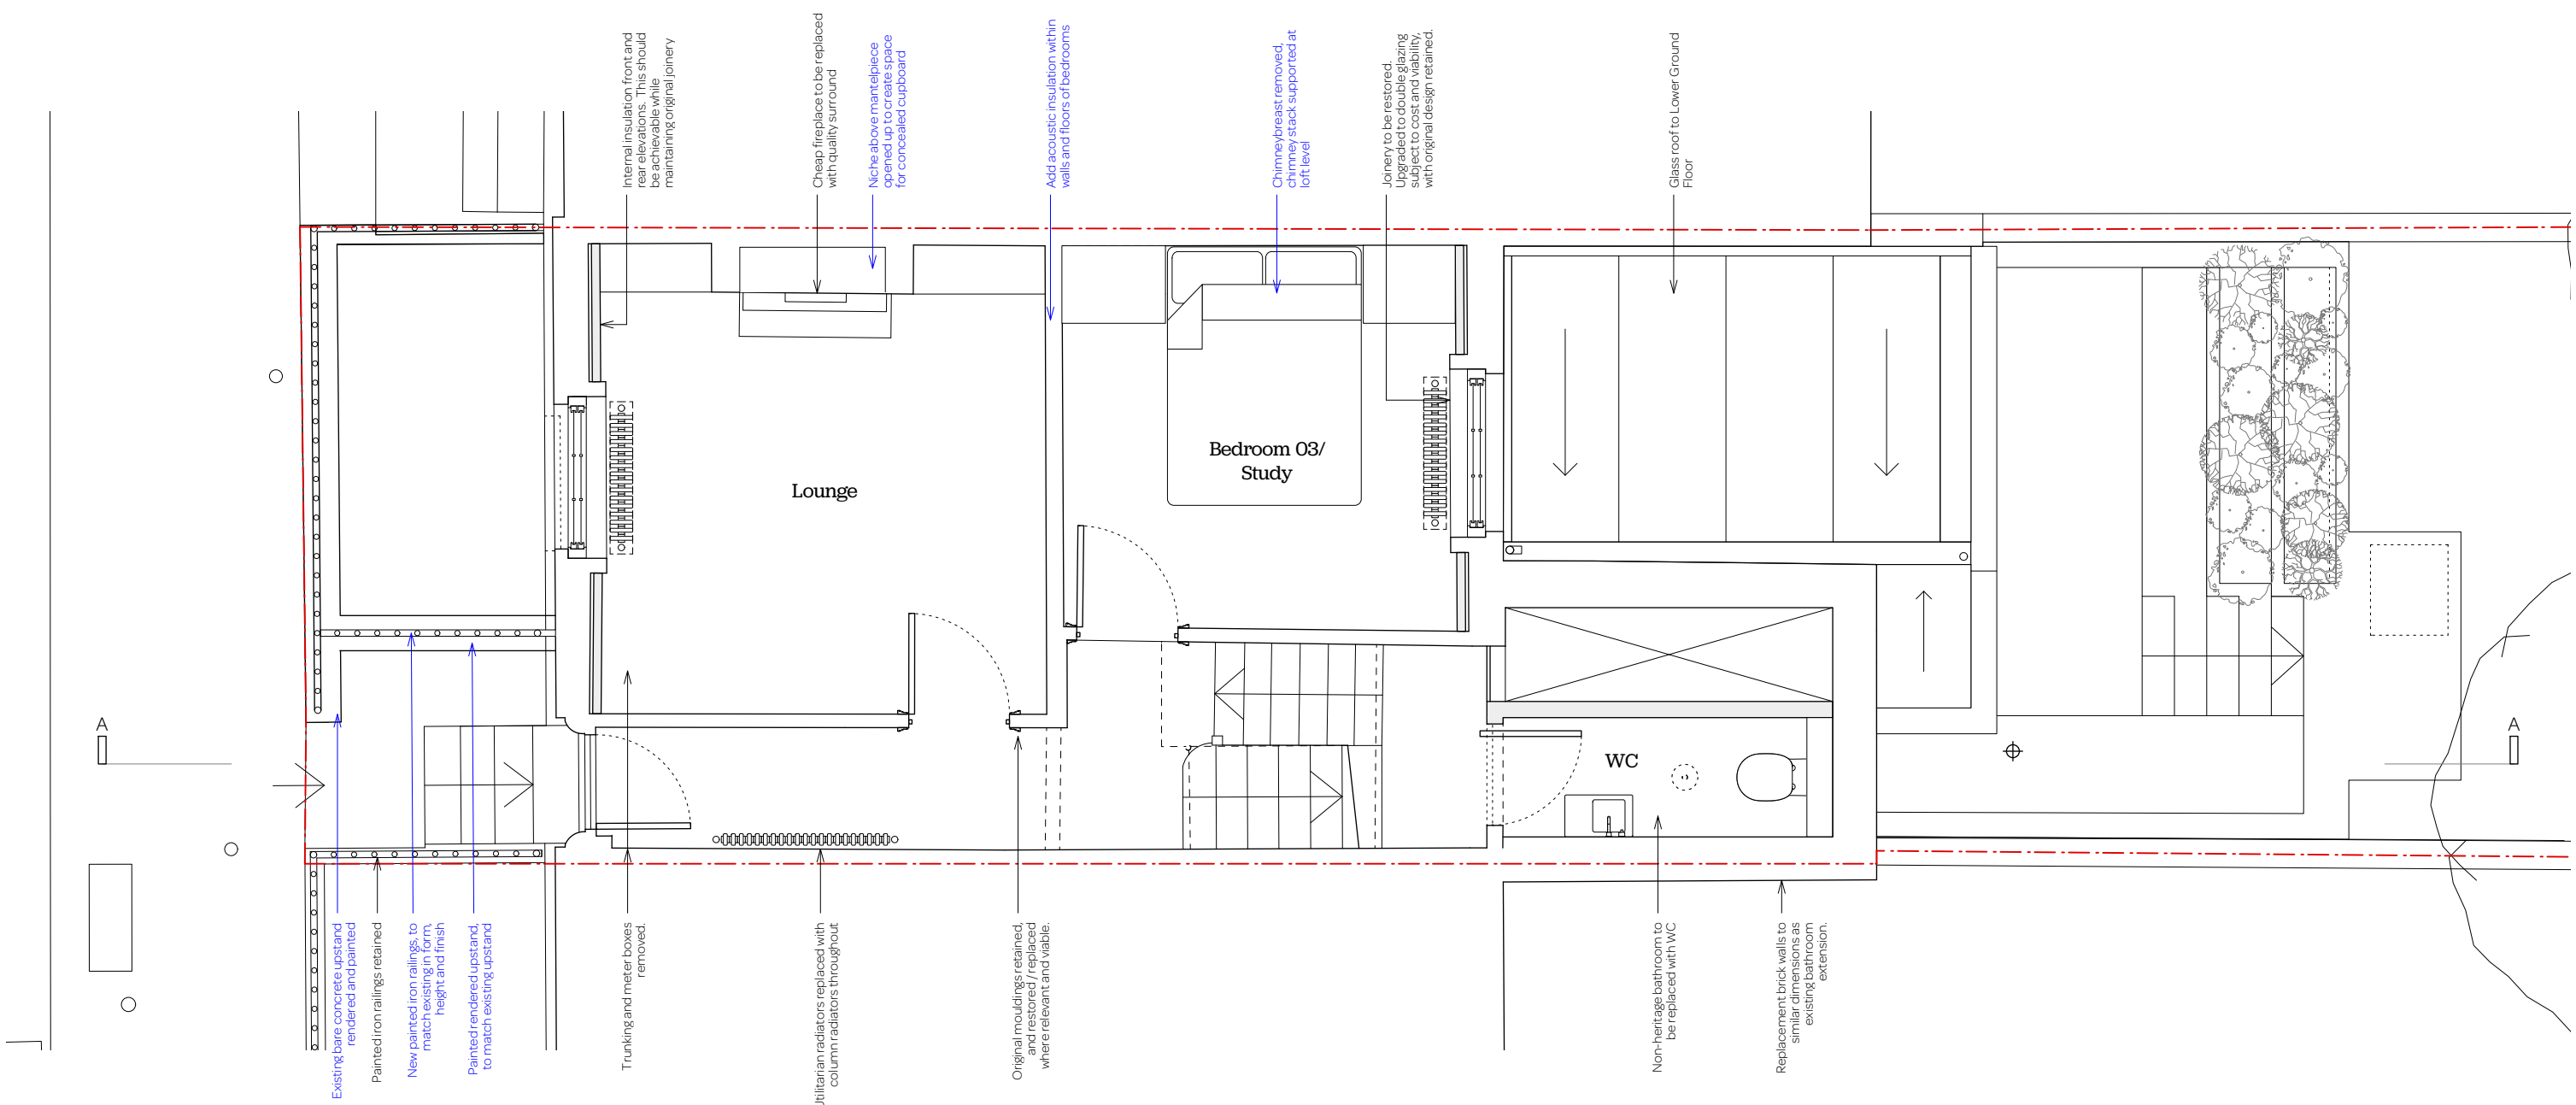 Internal insulation front and
rear elevations. This should
be achievable while
maintaining original joinery
Cheap fireplace to be replaced
with quality surround
Niche above mantelpiece
opened up to create space
for concealed cupboard
Add acoustic insulation within
walls and floors of bedrooms
Chimneybreast removed,
chimney stack supported at
loft level
Joinery to be restored.
Upgraded to double glazing
subject to cost and viability,
with original design retained.
Glass roof to Lower Ground
Floor
Lounge
Bedroom 03/
Study
WC
A
A
Existing bare concrete upstand
rendered and painted
Painted iron railings retained
New painted iron railings, to
match existing in form,
height and finish
Painted rendered upstand,
to match existing upstand
Trunking and meter boxes
removed.
Utilitarian radiators replaced with
column radiators throughout
Original mouldings retained,
and restored / replaced
where relevant and viable.
Non-heritage bathroom to
be replaced with WC
Replacement brick walls to
similar dimensions as
existing bathroom
extension.